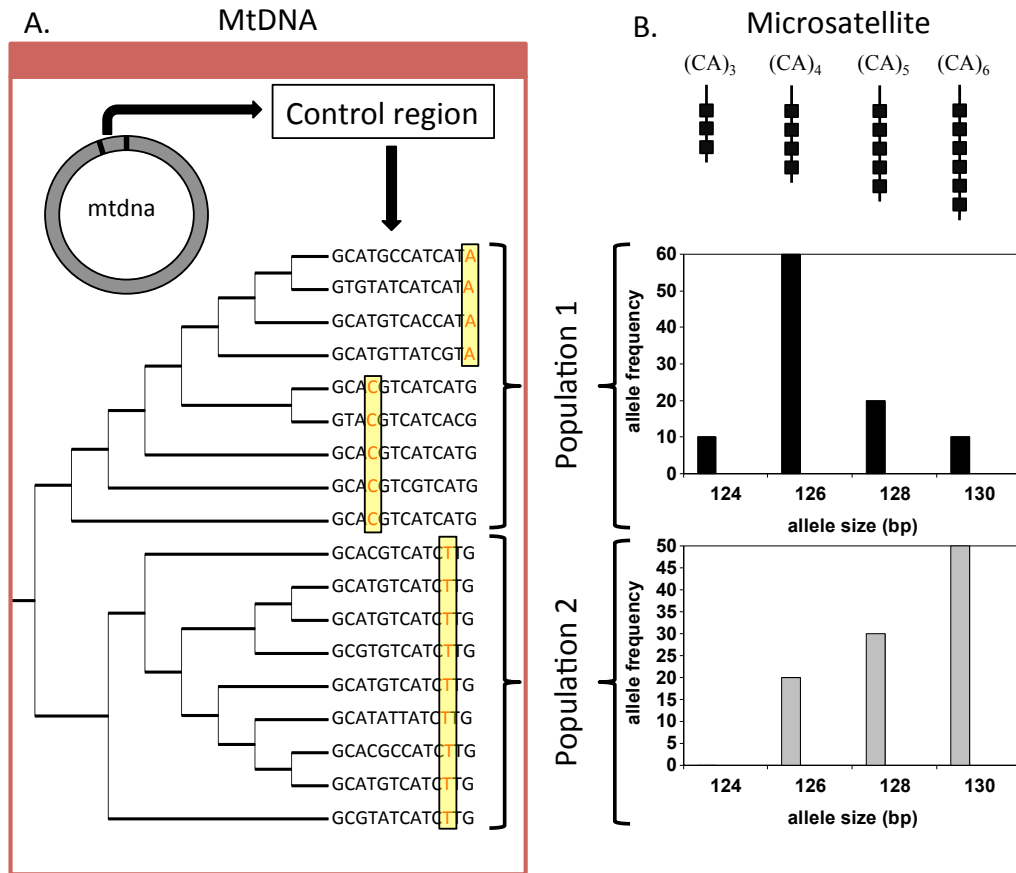 A.
MtDNA
Control region
mtdna
GCATGCCATCATA
GTGTATCATCATA
GCATGTCACCATA
GCATGTTATCGTA
GCACGTCATCATG
GTACGTCATCACG
GCACGTCATCATG
GCACGTCGTCATG
GCACGTCATCATG
GCACGTCATCTTG
GCATGTCATCTTG
GCATGTCATCTTG
GCGTGTCATCTTG
GCATGTCATCTTG
GCATATTATCTTG
GCACGCCATCTTG
GCATGTCATCTTG
GCGTATCATCTTG
Population 1
Population 2
B.
Microsatellite
(CA)3 (CA)4 (CA)5 (CA)6
allele frequency
60
50
40
30
20
10
0
124 126 128 130
allele size (bp)
allele frequency
50
45
40
35
30
25
20
15
10
5
0
124 126 128 130
allele size (bp)